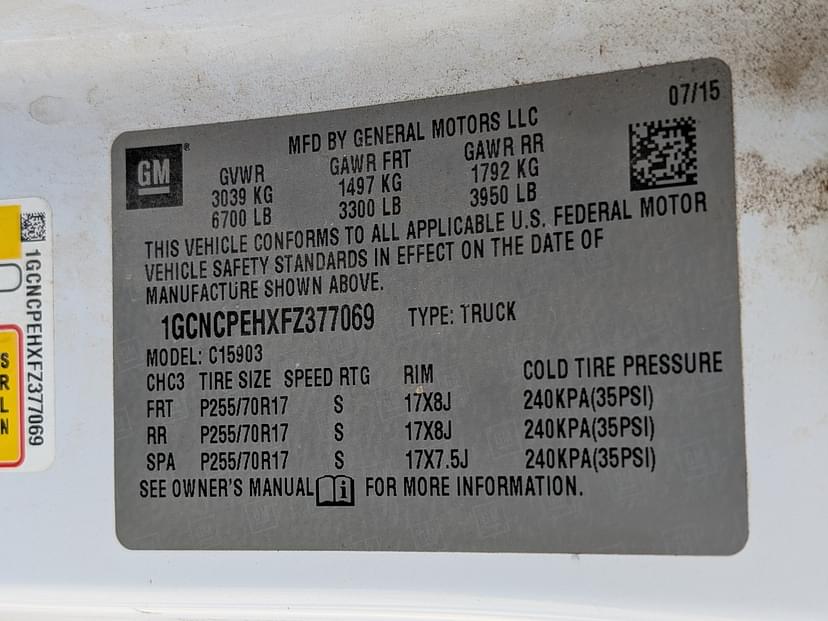 07/15
MFD BY GENERAL MOTORS LLC
GM®
GVWR GAWR FRT GAWR RR
3039 KG 1497 KG 1792 KG
6700 LB 3300 LB 3950 LB
THIS VEHICLE CONFORMS TO ALL APPLICABLE U.S. FEDERAL MOTOR
VEHICLE SAFETY STANDARDS IN EFFECT ON THE DATE OF
MANUFACTURE SHOWN ABOVE.
1GCNCPEHXFZ377069 TYPE: TRUCK
MODEL: C15903
CHC3 TIRE SIZE SPEED RTG RIM COLD TIRE PRESSURE
FRT P255/70R17 S 17X8J 240KPA(35PSI)
RR P255/70R17 S 17X8J 240KPA(35PSI)
SPA P255/70R17 S 17X7.5J 240KPA(35PSI)
SEE OWNER'S MANUAL i FOR MORE INFORMATION.
1GCNCPEHXFZ377069
S
R
L
N